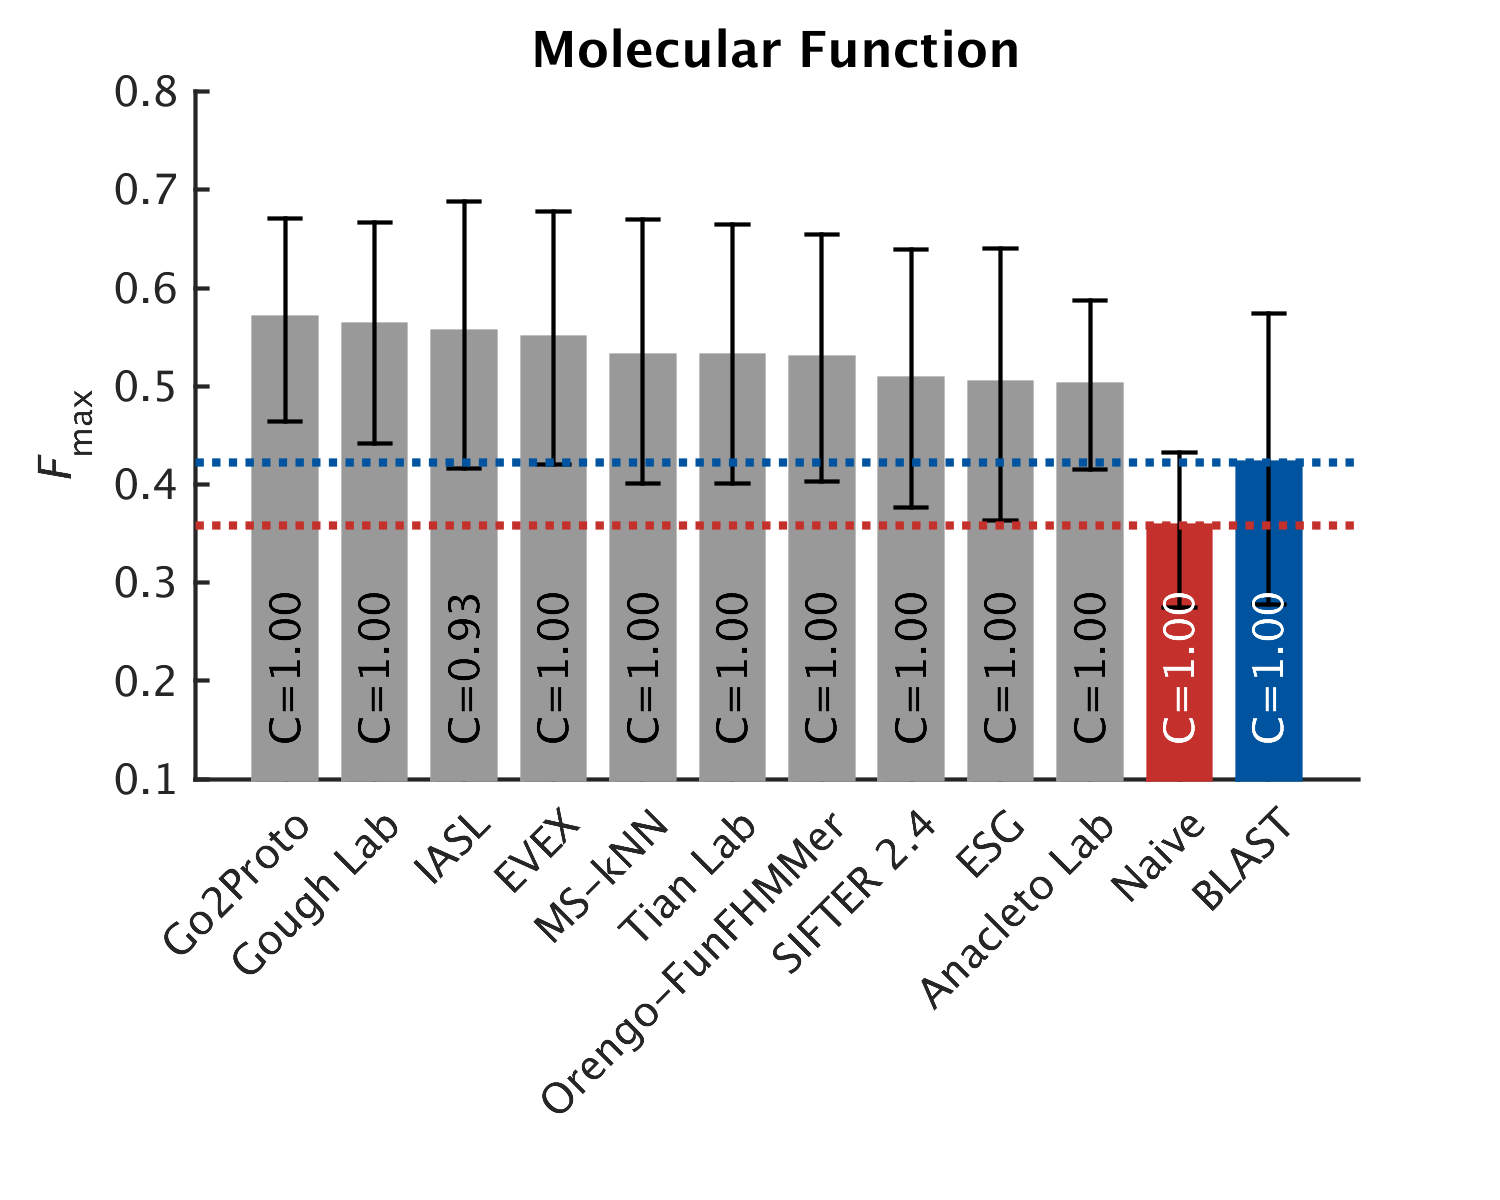 Molecular Function
0.8
0.7
0.6
0.5
0.4
0.3
0.2
0.1
Fmax
C=1.00
C=1.00
C=0.93
C=1.00
C=1.00
C=1.00
C=1.00
C=1.00
C=1.00
C=1.00
C=1.00
C=1.00
Go2Proto
Gough Lab
IASL
EVEX
MS-kNN
Tian Lab
Orengo-FunFHMMer
SIFTER 2.4
ESG
Anacleto Lab
Naive
BLAST